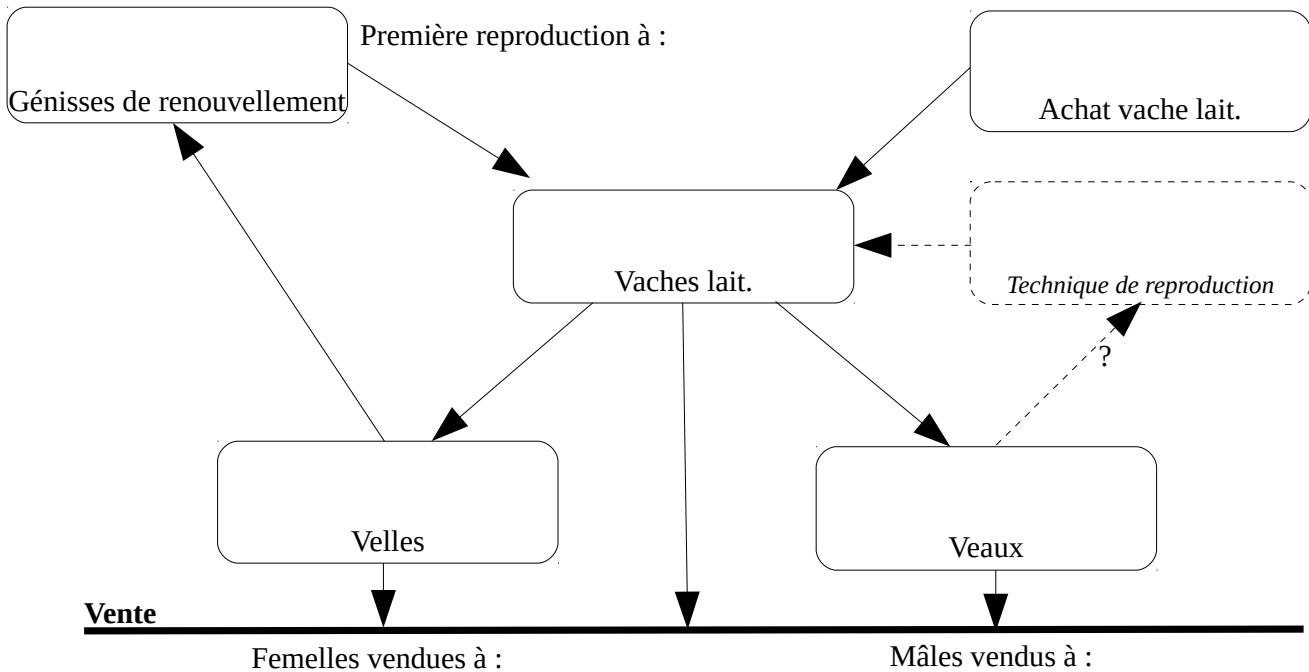 Première reproduction à :
Génisses de renouvellement
Achat vache lait.
Vaches lait.
Technique de reproduction
?
Velles
Veaux
Vente
Femelles vendues à :
Mâles vendus à :